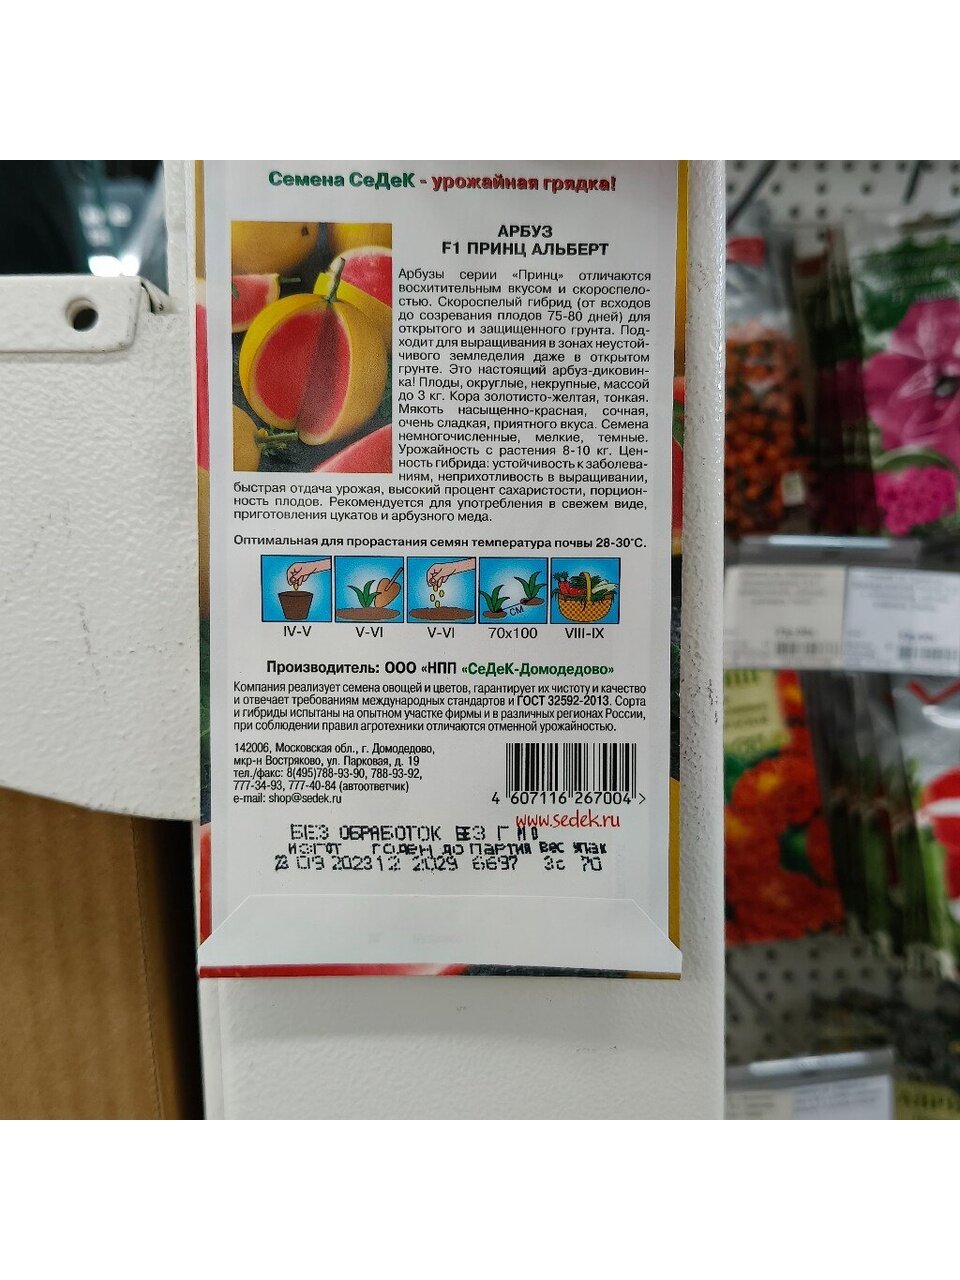 Семена СеДеК - урожайная грядка!
АРБУЗ
F1 ПРИНЦ АЛЬБЕРТ
Арбузы серии «Принц» отличаются
восхитительным вкусом и скороспело-
стью. Скороспелый гибрид (от всходов
до созревания плодов 75-80 дней) для
открытого и защищенного грунта. Под-
ходит для выращивания в зонах неустой-
чивого земледелия даже в открытом
грунте. Это настоящий арбуз-диковин-
ка! Плоды, округлые, некрупные, массой
до 3 кг. Кора золотисто-желтая, тонкая.
Мякоть насыщенно-красная, сочная,
очень сладкая, приятного вкуса. Семена
немногочисленные, мелкие, темные.
Урожайность с растения 8-10 кг. Цен-
ность гибрида: устойчивость к заболева-
ниям, неприхотливость в выращивании,
быстрая отдача урожая, высокий процент сахаристости, порцион-
ность плодов. Рекомендуется для употребления в свежем виде,
приготовления цукатов и арбузного меда.
Оптимальная для прорастания семян температура почвы 28-30°С.
СМ
IV-V V-VI V-VI 70х100 VIII-IX
Производитель: ООО «НПП «СеДеК-Домодедово»
Компания реализует семена овощей и цветов, гарантирует их чистоту и качество
и отвечает требованиям международных стандартов и ГОСТ 32592-2013. Сорта
и гибриды испытаны на опытном участке фирмы и в различных регионах России,
при соблюдении правил агротехники отличаются отменной урожайностью.
142006, Московская обл., г. Домодедово,
мкр-н Востряково, ул. Парковая, д. 19
тел./факс: 8(495)788-93-90, 788-93-92,
777-34-93, 777-40-84 (автоответчик)
e-mail: shop@sedek.ru
4 607116 267004 >
www.sedek.ru
БЕЗ ОБРАБОТОК БЕЗ ГМО
ИЗГОТ ГОДЕН ДО ПАРТИЯ ВЕС УПАК
09 2023 12 2029 6697 3с 70